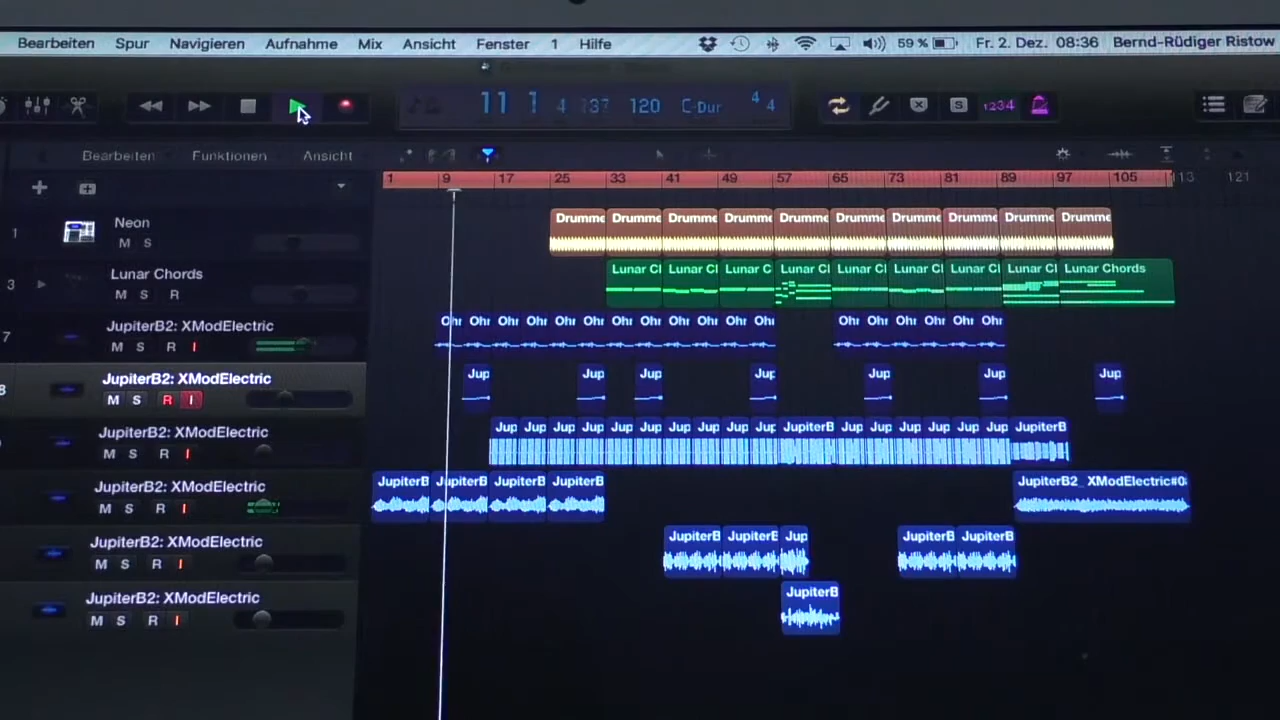 Bearbeiten Spur Navigieren Aufnahme Mix Ansicht Fenster 1 Hilfe 59 % Fr. 2. Dez. 08:36 Bernd-Rüdiger Ristow
11 1 4 137 120 C-Dur 4 4 S 1234
Bearbeiten Funktionen Ansicht
1 9 17 25 33 41 49 57 65 73 81 89 97 105 113 121
1 Neon
M S
Drumme Drumme Drumme Drumme Drumme Drumme Drumme Drumme Drumme Drumme
3 Lunar Chords
M S R
Lunar Cl Lunar Cl Lunar C Lunar Cl Lunar C Lunar C Lunar C Lunar Cl Lunar Chords
7 JupiterB2: XModElectric
M S R I
Ohr Ohr Ohr Ohr Ohr Ohr Ohr Ohr Ohr Ohr Ohr Ohr Ohr Ohr Ohr Ohr Ohr Ohr
8 JupiterB2: XModElectric
M S R I
Jup Jup Jup Jup Jup Jup Jup
JupiterB2: XModElectric
M S R I
Jup Jup Jup Jup Jup Jup Jup Jup Jup Jup JupiterB Jup Jup Jup Jup Jup Jup JupiterB
JupiterB2: XModElectric
M S R I
JupiterB JupiterB JupiterB JupiterB JupiterB2_ XModElectric#0
JupiterB2: XModElectric
M S R I
JupiterB JupiterB Jup JupiterB JupiterB
JupiterB2: XModElectric
M S R I
JupiterB